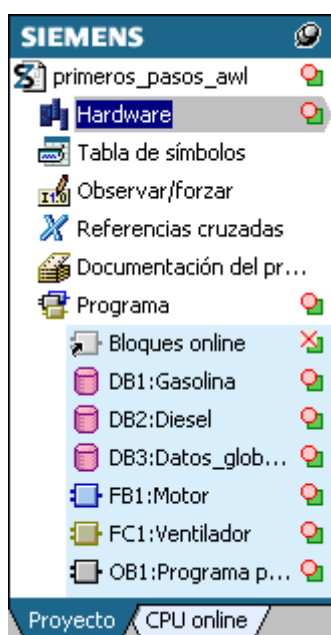 SIEMENS
primeros_pasos_awl
Hardware
Tabla de símbolos
Observar/forzar
Referencias cruzadas
Documentación del pr...
Programa
Bloques online
DB1:Gasolina
DB2:Diesel
DB3:Datos_glob...
FB1:Motor
FC1:Ventilador
OB1:Programa p...
Proyecto CPU online